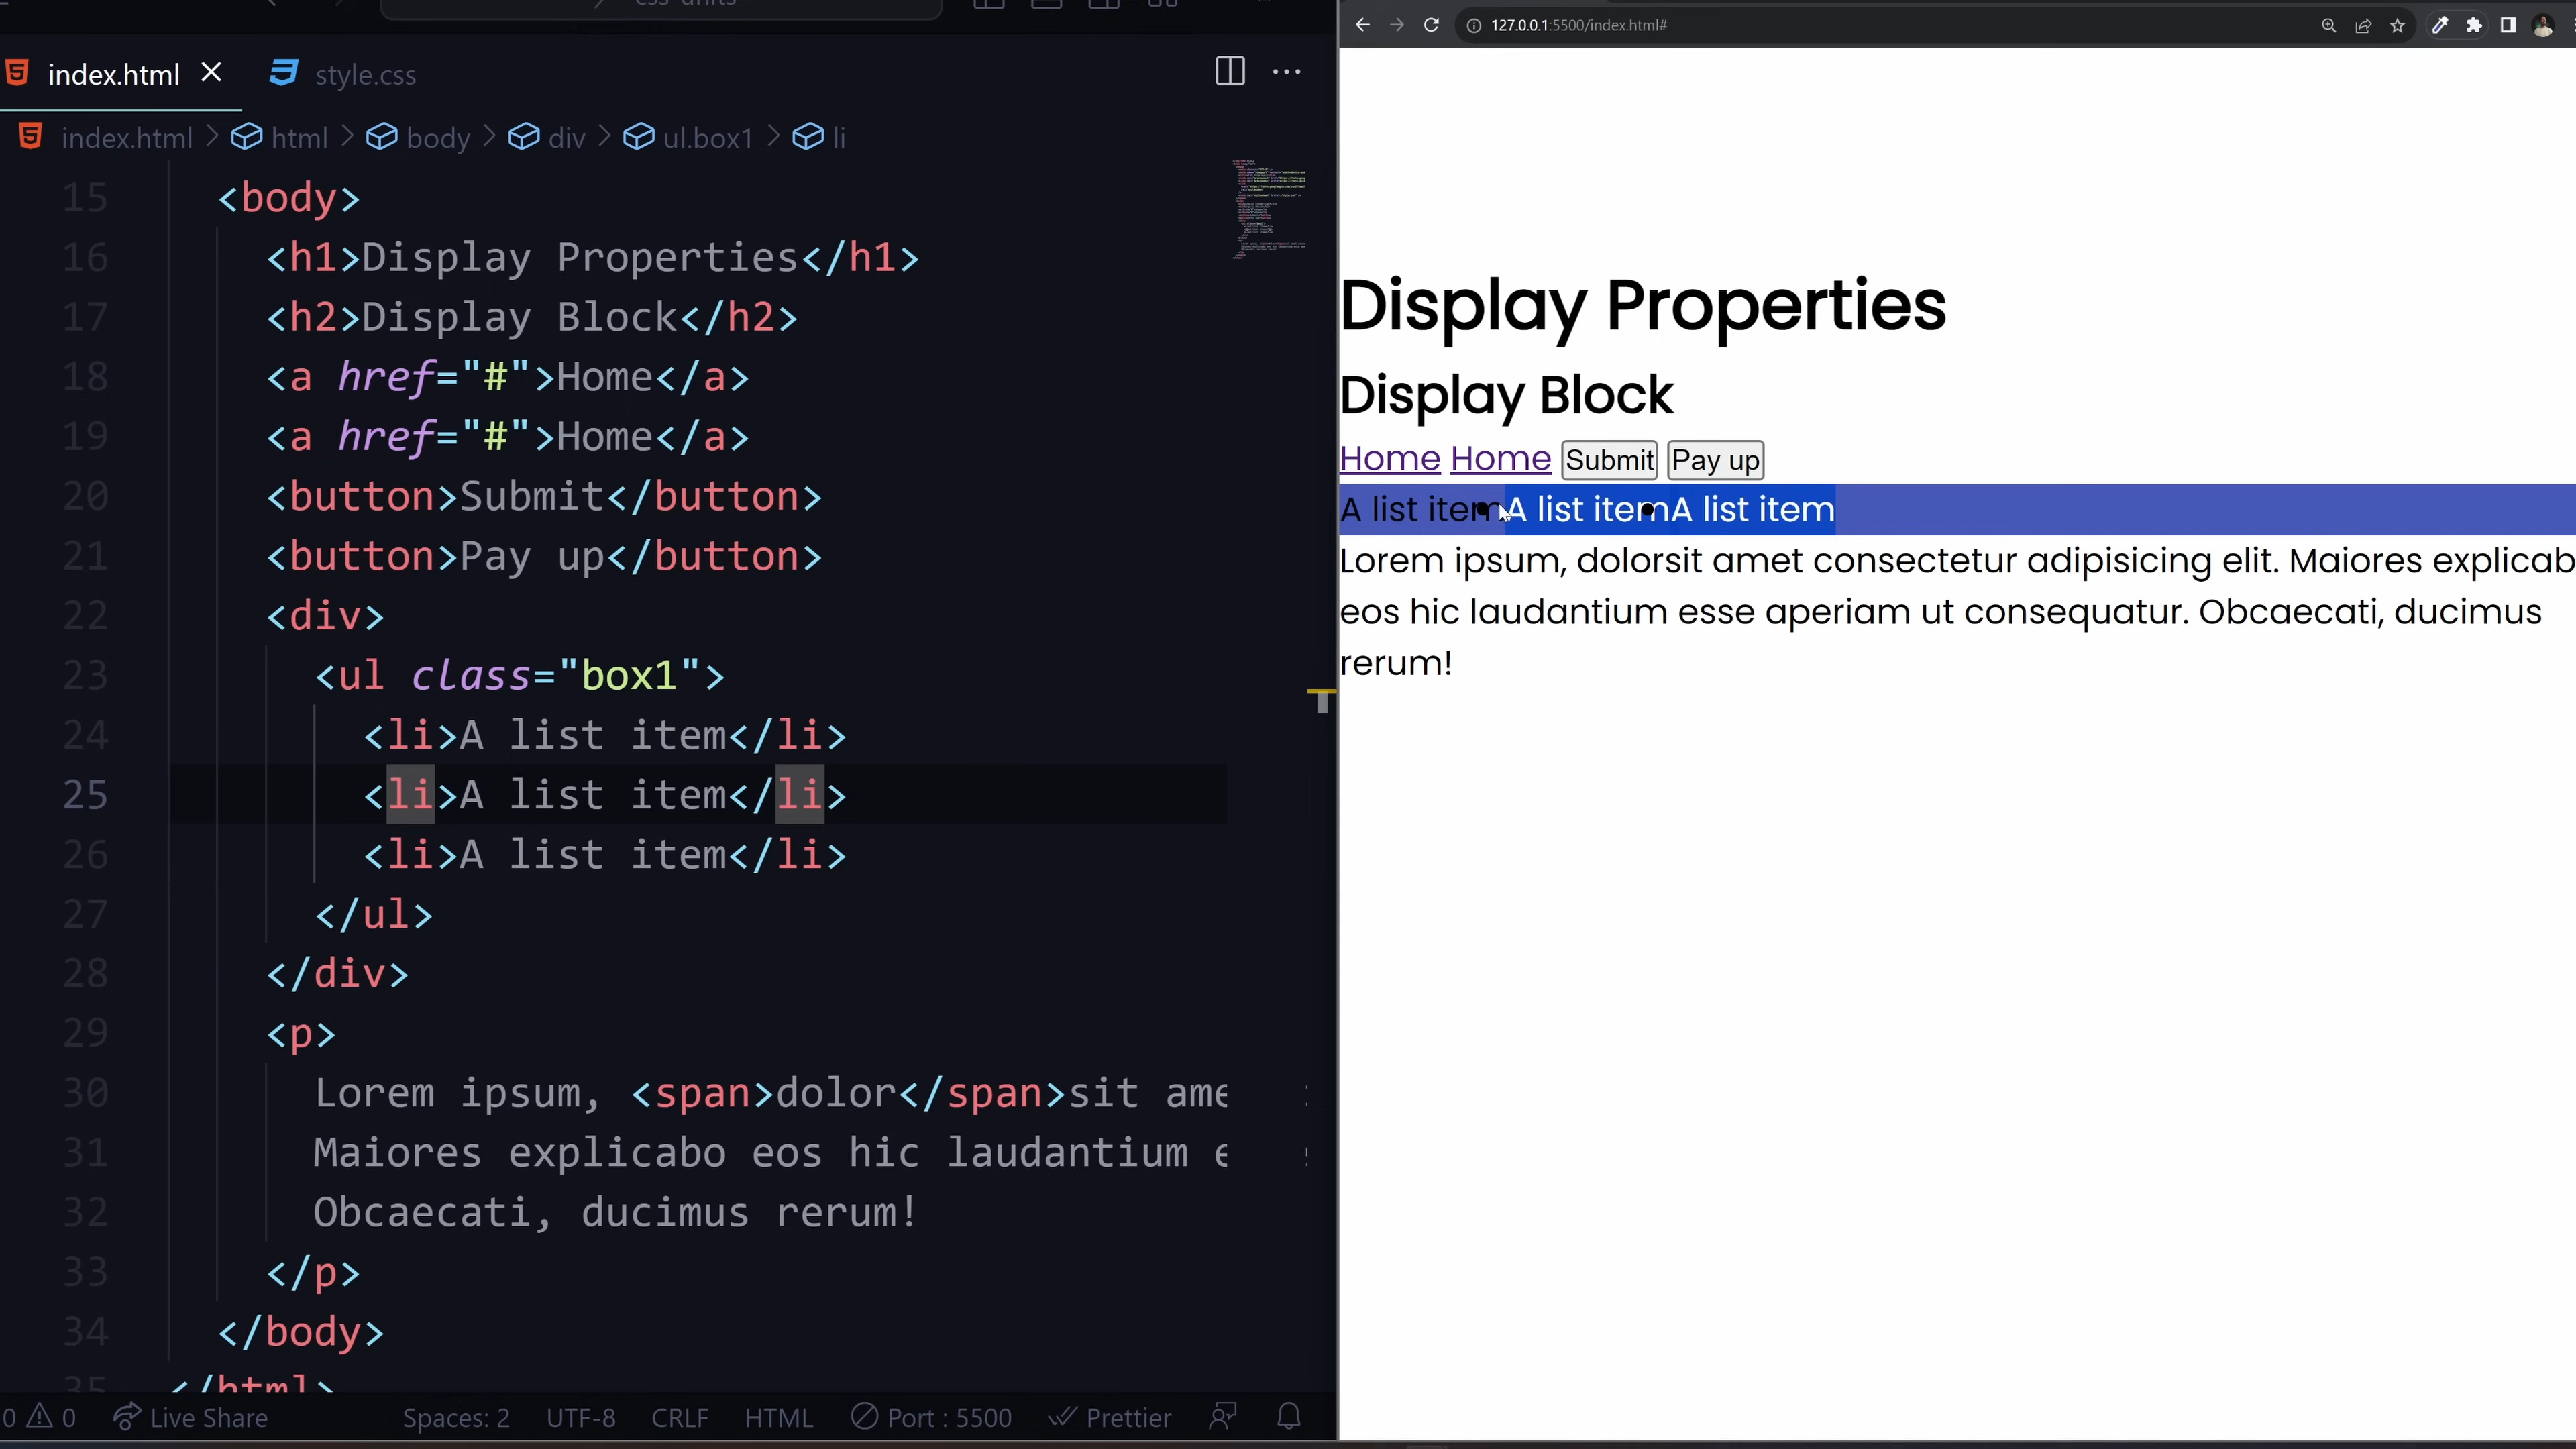 css-units
index.html
style.css
index.html > html > body > div > ul.box1 > li
15 <body>
16 <h1>Display Properties</h1>
17 <h2>Display Block</h2>
18 <a href="#">Home</a>
19 <a href="#">Home</a>
20 <button>Submit</button>
21 <button>Pay up</button>
22 <div>
23 <ul class="box1">
24 <li>A list item</li>
25 <li>A list item</li>
26 <li>A list item</li>
27 </ul>
28 </div>
29 <p>
30 Lorem ipsum, <span>dolor</span>sit ame
31 Maiores explicabo eos hic laudantium e
32 Obcaecati, ducimus rerum!
33 </p>
34 </body>
35 </html>
0 0 Live Share Spaces: 2 UTF-8 CRLF HTML Port : 5500 Prettier
127.0.0.1:5500/index.html#
Display Properties
Display Block
Home Home Submit Pay up
A list item A list item A list item
Lorem ipsum, dolorsit amet consectetur adipisicing elit. Maiores explicab
eos hic laudantium esse aperiam ut consequatur. Obcaecati, ducimus
rerum!